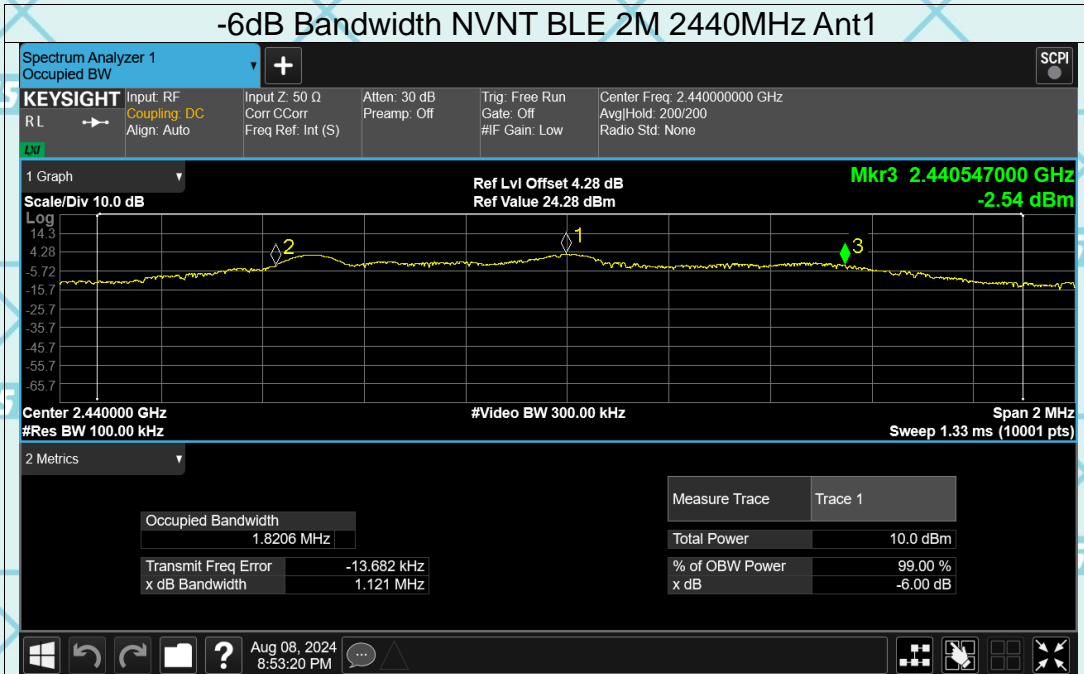 -6dB Bandwidth NVNT BLE 2M 2440MHz Ant1
Spectrum Analyzer 1
Occupied BW
+
SCPI
KEYSIGHT Input: RF Input Z: 50 Ω Atten: 30 dB Trig: Free Run Center Freq: 2.440000000 GHz
R L Coupling: DC Corr CCorr Preamp: Off Gate: Off Avg|Hold: 200/200
Align: Auto Freq Ref: Int (S) #IF Gain: Low Radio Std: None
LXI
1 Graph Ref Lvl Offset 4.28 dB Mkr3 2.440547000 GHz
Scale/Div 10.0 dB Ref Value 24.28 dBm -2.54 dBm
Log
14.3
4.28
-5.72
-15.7
-25.7
-35.7
-45.7
-55.7
-65.7
2
1
3
Center 2.440000 GHz #Video BW 300.00 kHz Span 2 MHz
#Res BW 100.00 kHz Sweep 1.33 ms (10001 pts)
2 Metrics
Measure Trace Trace 1
Occupied Bandwidth
1.8206 MHz Total Power 10.0 dBm
Transmit Freq Error -13.682 kHz % of OBW Power 99.00 %
x dB Bandwidth 1.121 MHz x dB -6.00 dB
? Aug 08, 2024
8:53:20 PM